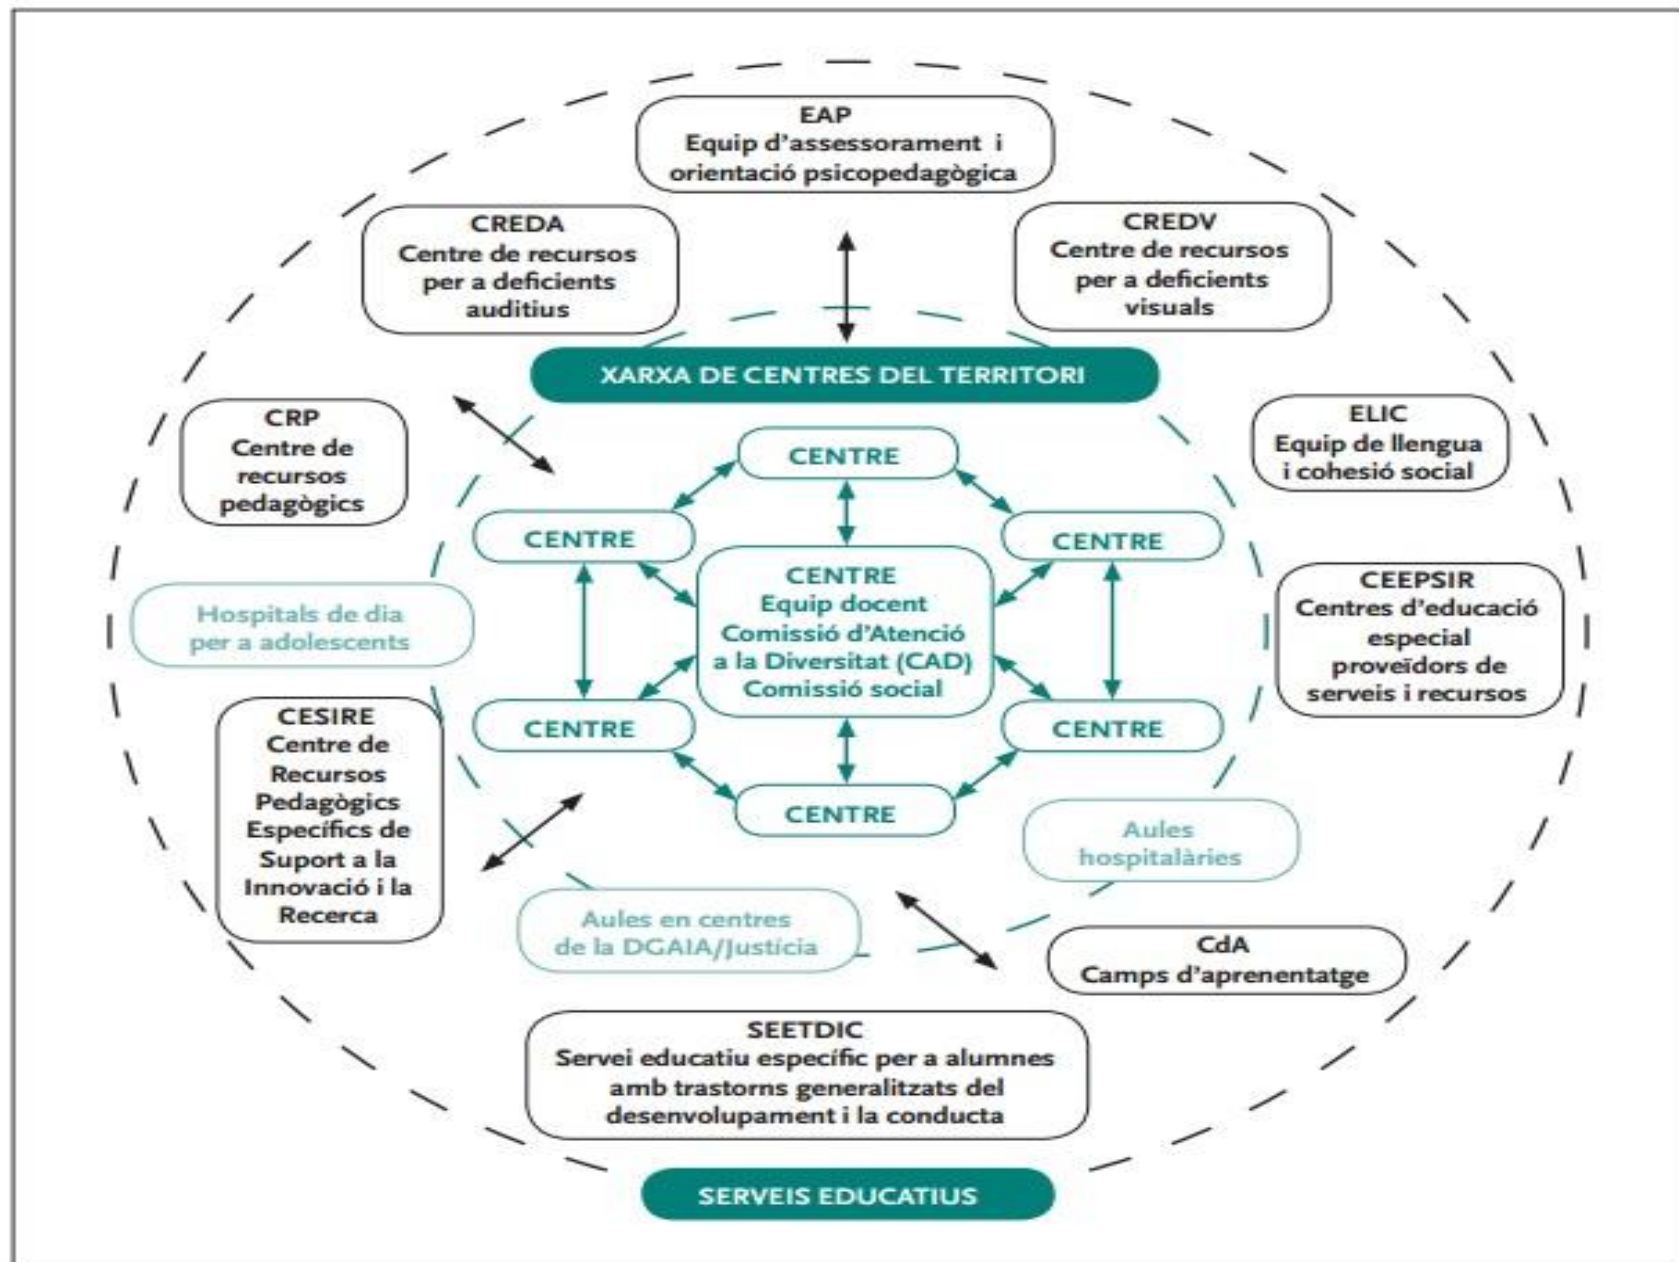 EAP
Equip d'assessorament i
orientació psicopedagògica
CREDA
Centre de recursos
per a deficients
auditius
CREDV
Centre de recursos
per a deficients
visuals
XARXA DE CENTRES DEL TERRITORI
CRP
Centre de
recursos
pedagògics
ELIC
Equip de llengua
i cohesió social
CENTRE
CENTRE
CENTRE
CENTRE
Equip docent
Comissió d'Atenció
a la Diversitat (CAD)
Comissió social
Hospitals de dia
per a adolescents
CEEPSIR
Centres d'educació
especial
proveïdors de
serveis i recursos
CENTRE
CENTRE
CENTRE
CESIRE
Centre de
Recursos
Pedagògics
Específics de
Suport a la
Innovació i la
Recerca
Aules
hospitalàries
Aules en centres
de la DGAIA/Justícia
CdA
Camps d'aprenentatge
SEETDIC
Servei educatiu específic per a alumnes
amb trastorns generalitzats del
desenvolupament i la conducta
SERVEIS EDUCATIUS